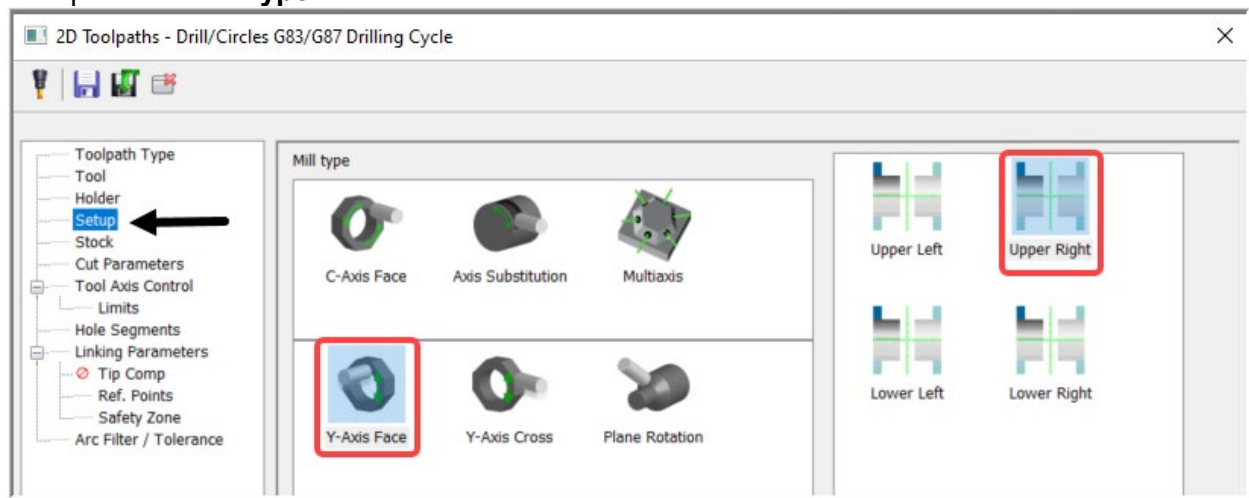 2D Toolpaths - Drill/Circles G83/G87 Drilling Cycle
Toolpath Type
Tool
Holder
Setup
Stock
Cut Parameters
Tool Axis Control
Limits
Hole Segments
Linking Parameters
Tip Comp
Ref. Points
Safety Zone
Arc Filter / Tolerance
Mill type
C-Axis Face
Axis Substitution
Multiaxis
Y-Axis Face
Y-Axis Cross
Plane Rotation
Upper Left
Upper Right
Lower Left
Lower Right